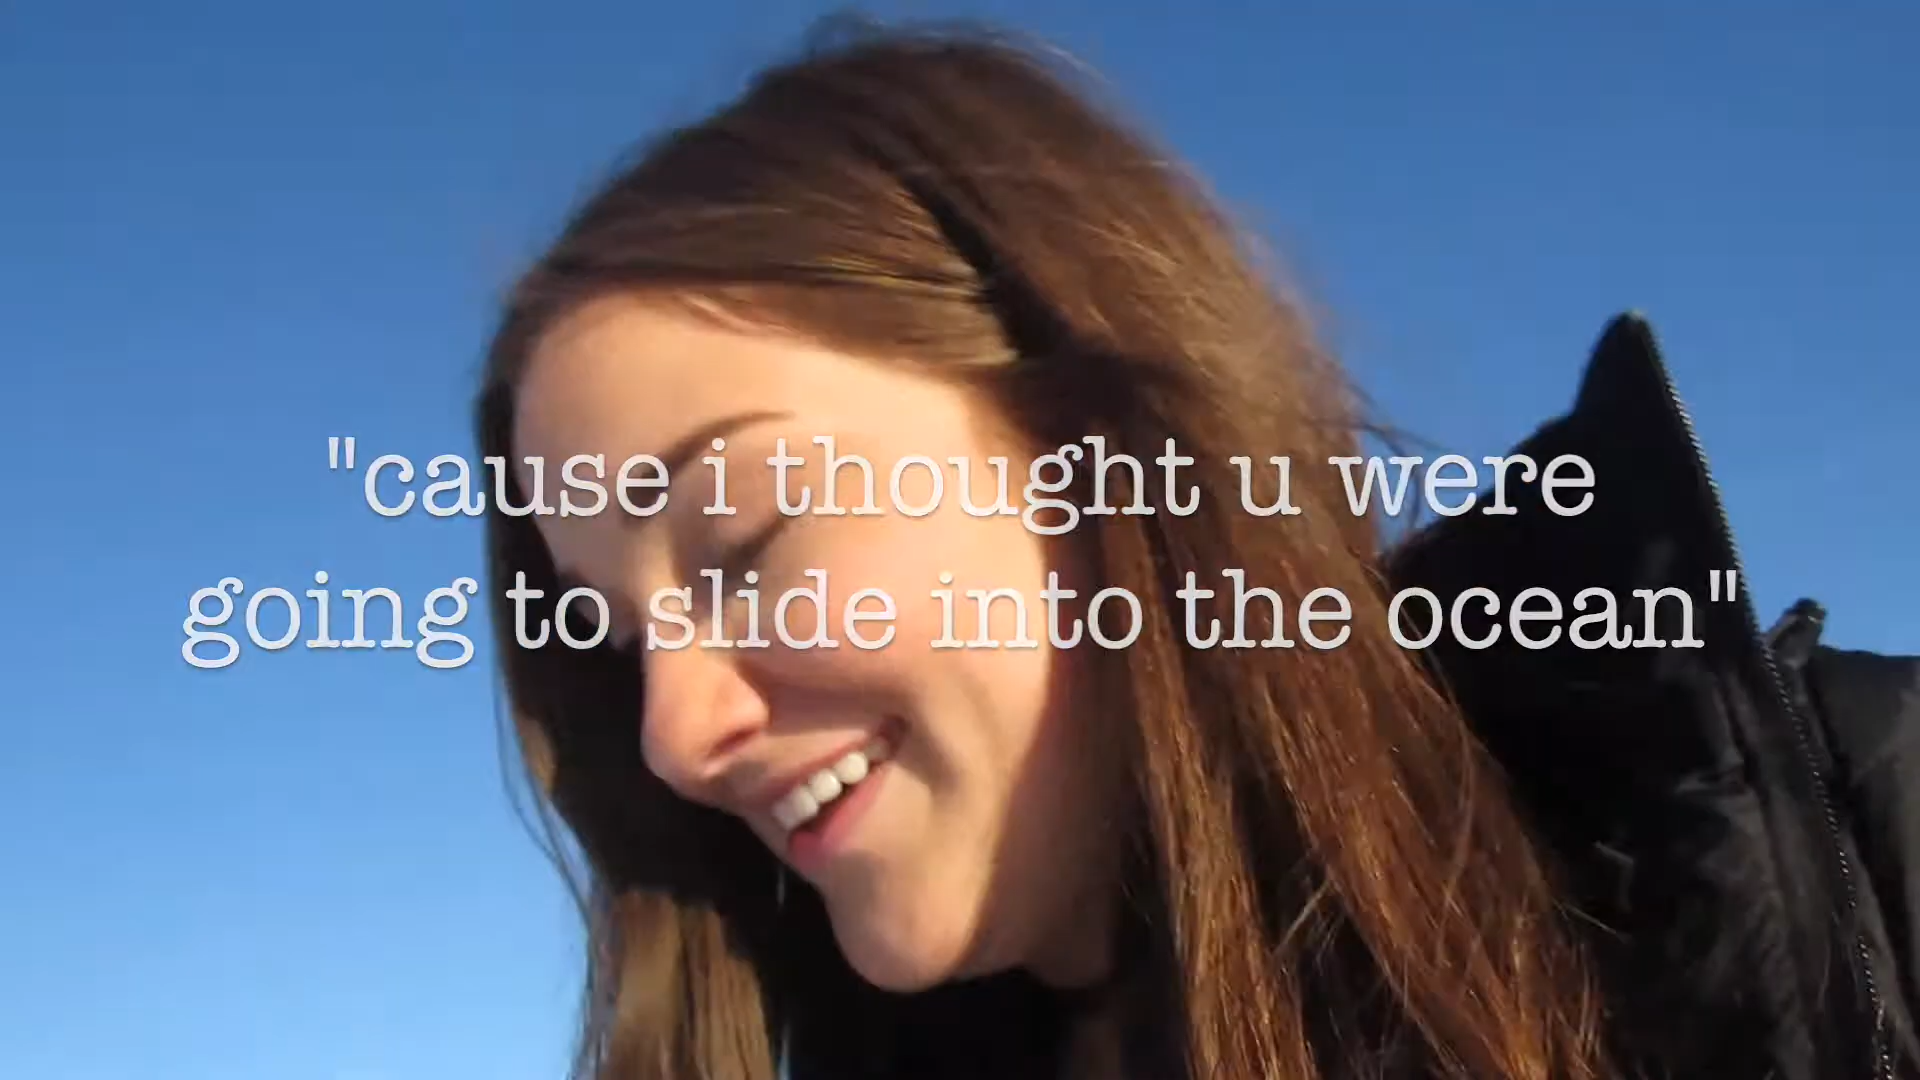 "cause i thought u were
going to slide into the ocean"